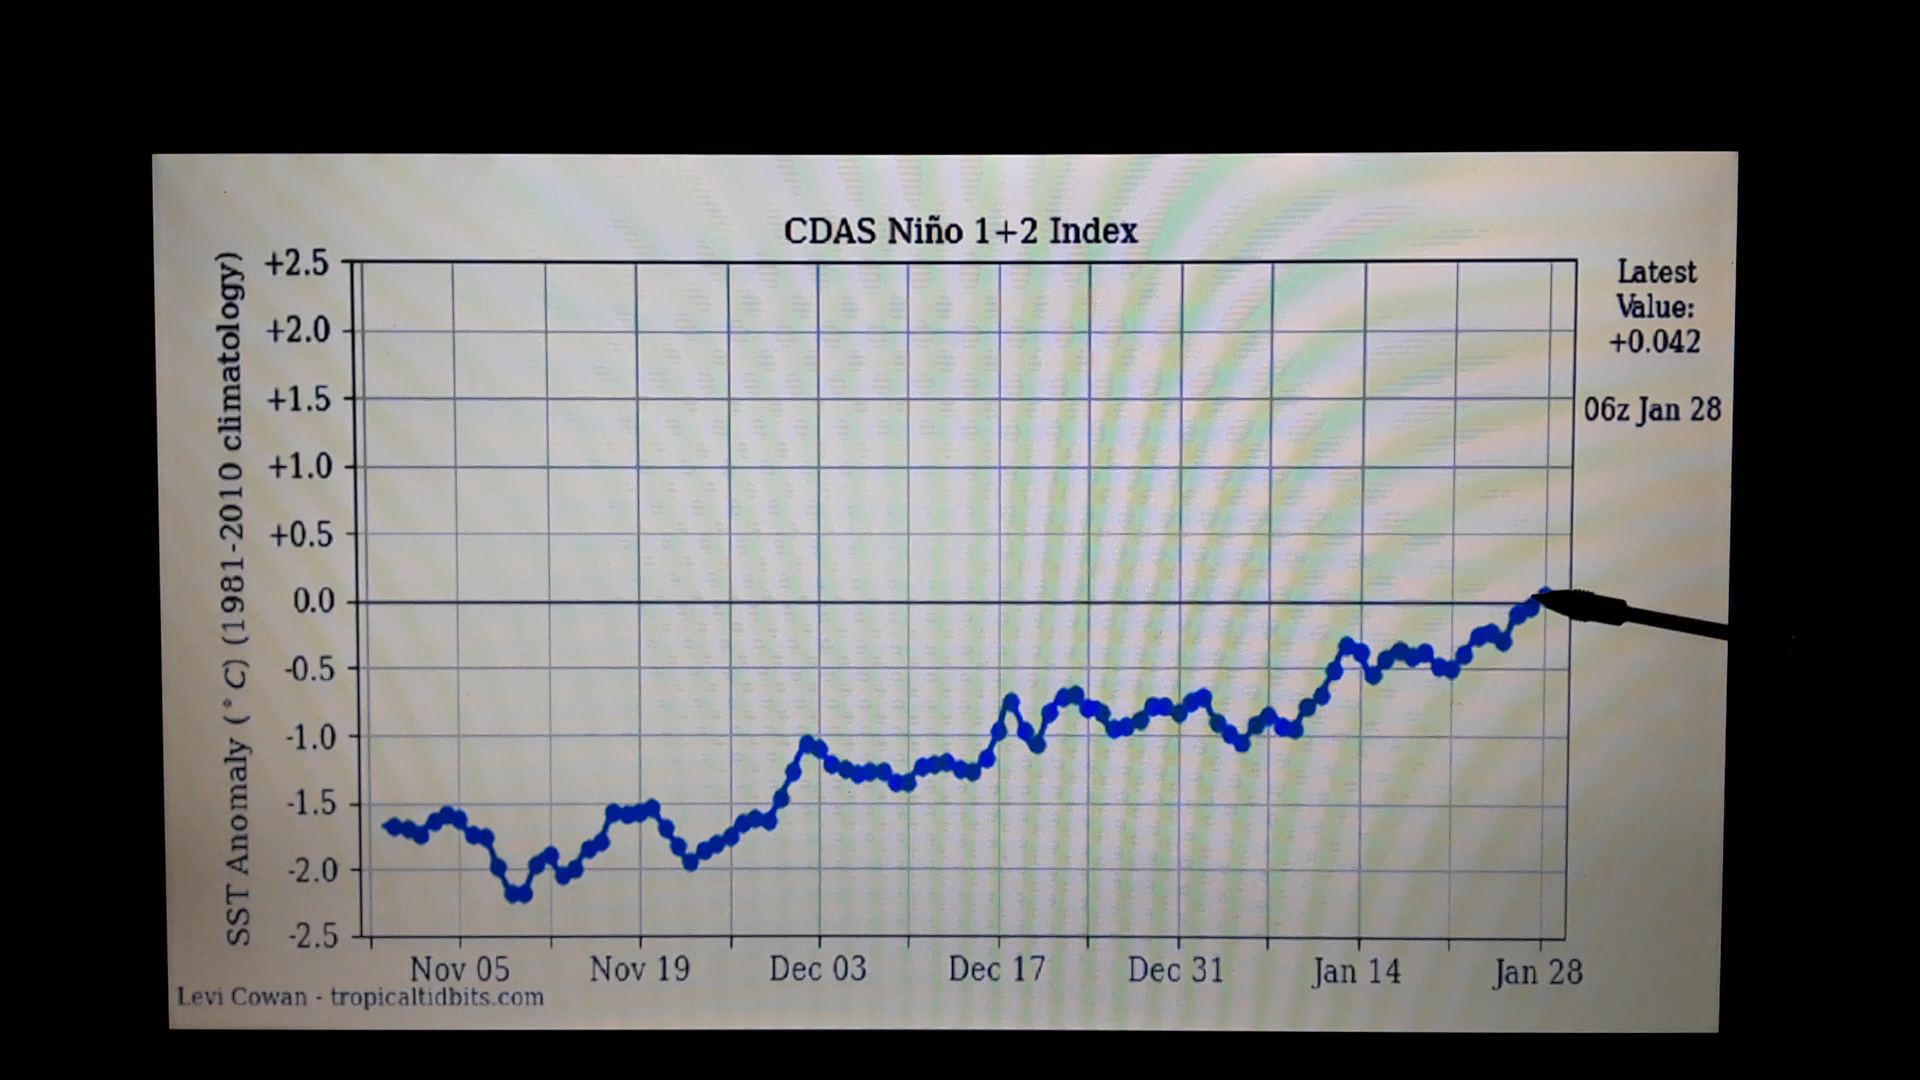 CDAS Niño 1+2 Index
SST Anomaly (°C) (1981-2010 climatology)
+2.5
+2.0
+1.5
+1.0
+0.5
0.0
-0.5
-1.0
-1.5
-2.0
-2.5
Nov 05 Nov 19 Dec 03 Dec 17 Dec 31 Jan 14 Jan 28
Latest
Value:
+0.042
06z Jan 28
Levi Cowan - tropicaltidbits.com